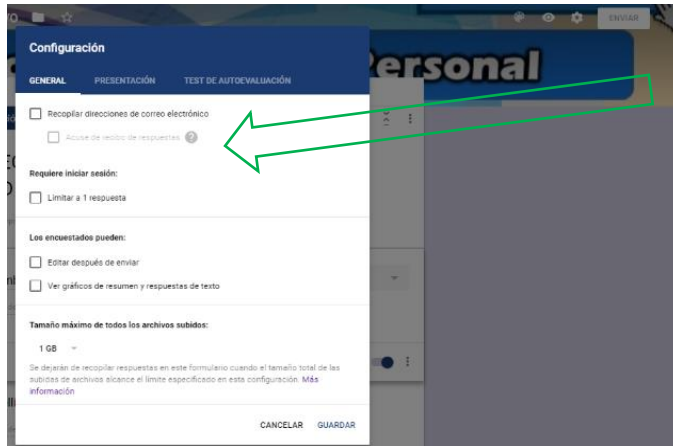 ENVIAR
ersonal
Configuración
GENERAL PRESENTACIÓN TEST DE AUTOEVALUACIÓN
Recopilar direcciones de correo electrónico
Acuse de recibo de respuestas
Requiere iniciar sesión:
Limitar a 1 respuesta
Los encuestados pueden:
Editar después de enviar
Ver gráficos de resumen y respuestas de texto
Tamaño máximo de todos los archivos subidos:
1 GB
Se dejarán de recopilar respuestas en este formulario cuando el tamaño total de las
subidas de archivos alcance el límite especificado en esta configuración. Más
información
CANCELAR GUARDAR